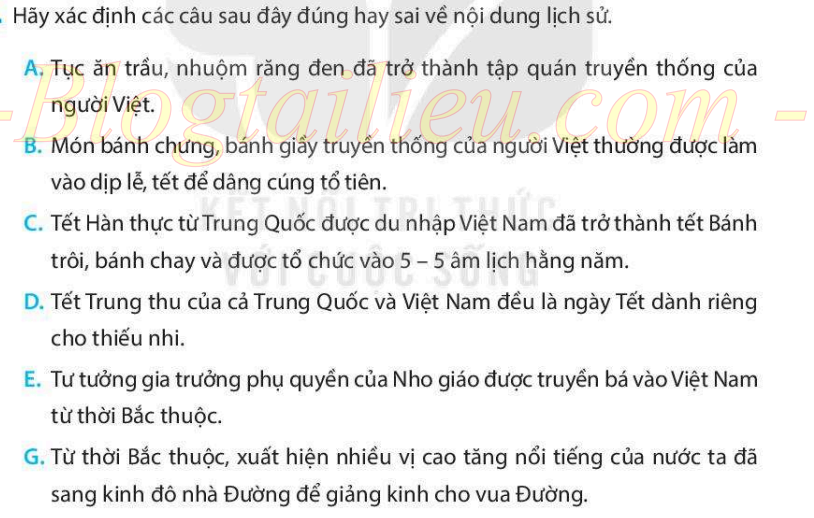 Hãy xác định các câu sau đây đúng hay sai về nội dung lịch sử.
A. Tục ăn trầu, nhuộm răng đen đã trở thành tập quán truyền thống của
người Việt.
-Blogtailieu.com -
B. Món bánh chưng, bánh giầy truyền thống của người Việt thường được làm
vào dịp lễ, tết để dâng cúng tổ tiên.
KẾT NỐI TRI THỨC
C. Tết Hàn thực từ Trung Quốc được du nhập Việt Nam đã trở thành tết Bánh
trôi, bánh chay và được tổ chức vào 5 – 5 âm lịch hằng năm.
VỚI CUỘC SỐNG
D. Tết Trung thu của cả Trung Quốc và Việt Nam đều là ngày Tết dành riêng
cho thiếu nhi.
E. Tư tưởng gia trưởng phụ quyền của Nho giáo được truyền bá vào Việt Nam
từ thời Bắc thuộc.
G. Từ thời Bắc thuộc, xuất hiện nhiều vị cao tăng nổi tiếng của nước ta đã
sang kinh đô nhà Đường để giảng kinh cho vua Đường.